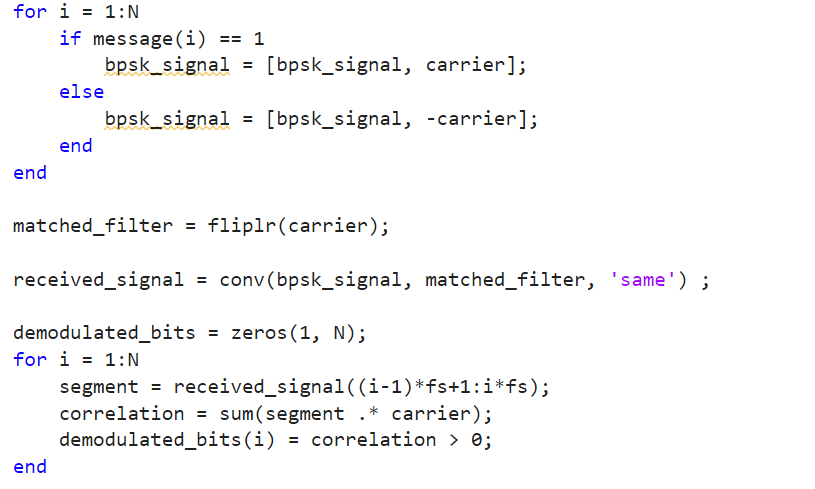 for i = 1:N
    if message(i) == 1
        bpsk_signal = [bpsk_signal, carrier];
    else
        bpsk_signal = [bpsk_signal, -carrier];
    end
end

matched_filter = fliplr(carrier);

received_signal = conv(bpsk_signal, matched_filter, 'same') ;

demodulated_bits = zeros(1, N);
for i = 1:N
    segment = received_signal((i-1)*fs+1:i*fs);
    correlation = sum(segment .* carrier);
    demodulated_bits(i) = correlation > 0;
end